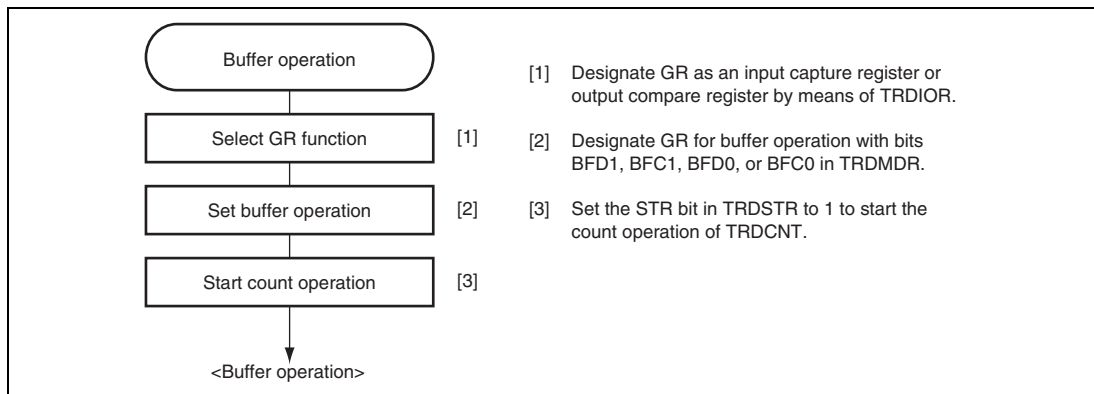 Buffer operation
Select GR function
[1]
Set buffer operation
[2]
Start count operation
[3]
<Buffer operation>
[1] Designate GR as an input capture register or
output compare register by means of TRDIOR.
[2] Designate GR for buffer operation with bits
BFD1, BFC1, BFD0, or BFC0 in TRDMDR.
[3] Set the STR bit in TRDSTR to 1 to start the
count operation of TRDCNT.